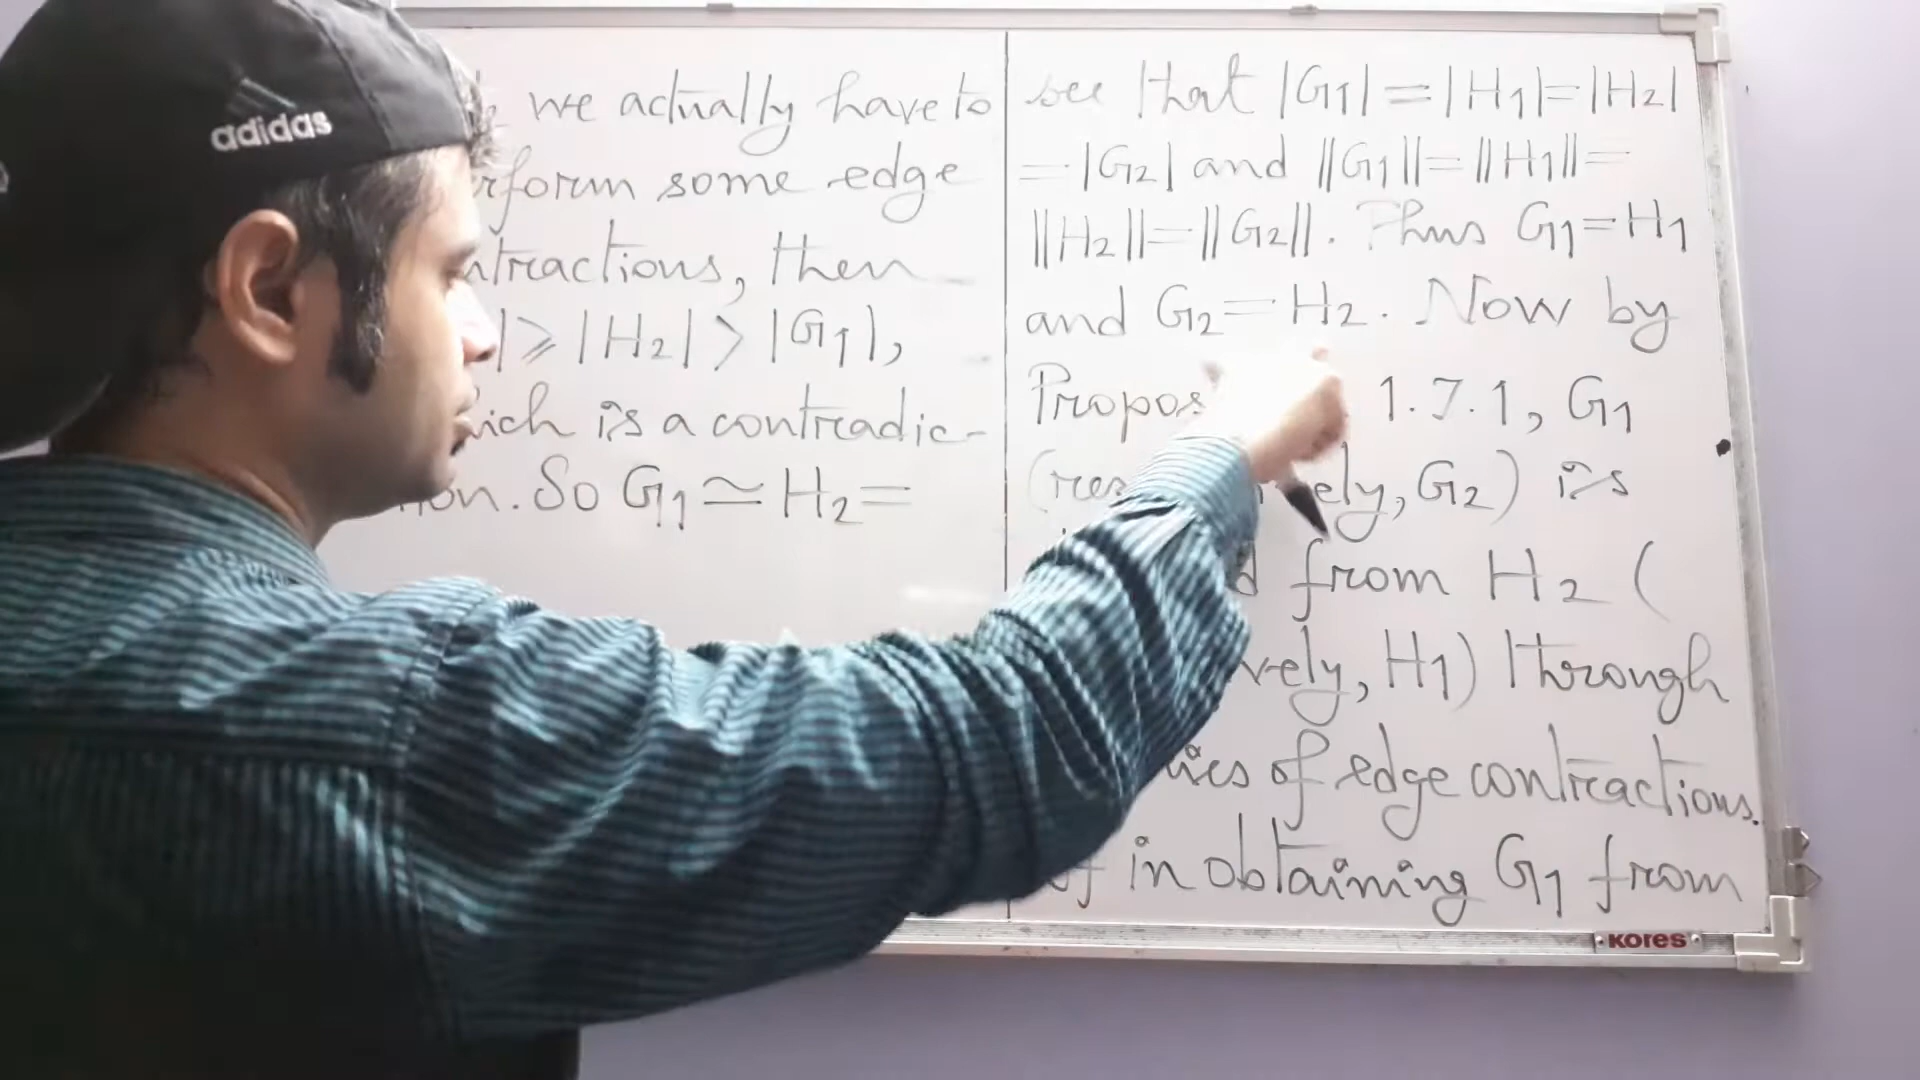 adidas
we actually have to
rform some edge
ntractions, then
| ⩾ |H₂| > |G₁|,
ich is a contradic-
ion. So G₁ ≃ H₂ =
see that |G₁| = |H₁| = |H₂|
= |G₂| and ||G₁|| = ||H₁|| =
||H₂|| = ||G₂||. Thus G₁ = H₁
and G₂ = H₂. Now by
Propos 1.7.1, G₁
(res ely, G₂) is
d from H₂ (
vely, H₁) through
ies of edge contractions.
If in obtaining G₁ from
KORES